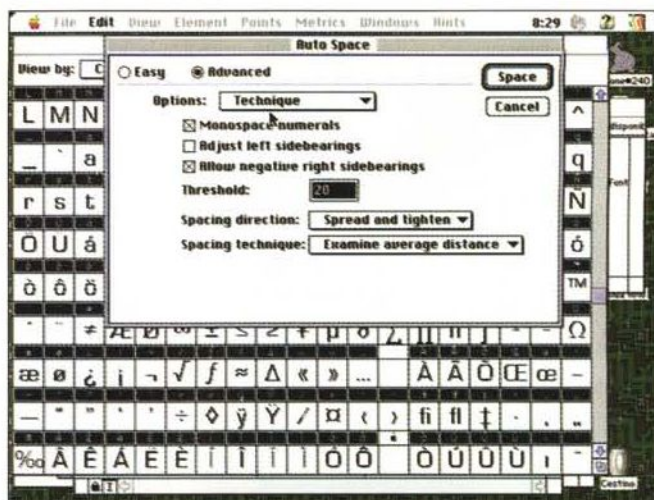 File Edit View Element Points Metrics Windows Hints 8:29
Auto Space
View by:
Easy Advanced Space
Options: Technique Cancel
Monospace numerals
Adjust left sidebearings
Allow negative right sidebearings
Threshold: 20
Spacing direction: Spread and tighten
Spacing technique: Examine average distance
L M N ^
_ ` a q
r s t Ñ
Ö Ü á ó
ò ô ö ™
≠ Æ Ø ∞ ± ≤ ≥ ¥ µ ∂ Ω
æ ø ¿ ¡ ¬ √ ƒ ≈ ∆ « » … À Ã Õ Œ œ –
— “ ” ‘ ’ ÷ ◊ ÿ Ÿ ⁄ ¤ ‹ › fi fl ‡ · ‚ „
‰ Â Ê Á Ë È Í Î Ï Ì Ó Ô Ò Ú Û Ù ı
Cestino